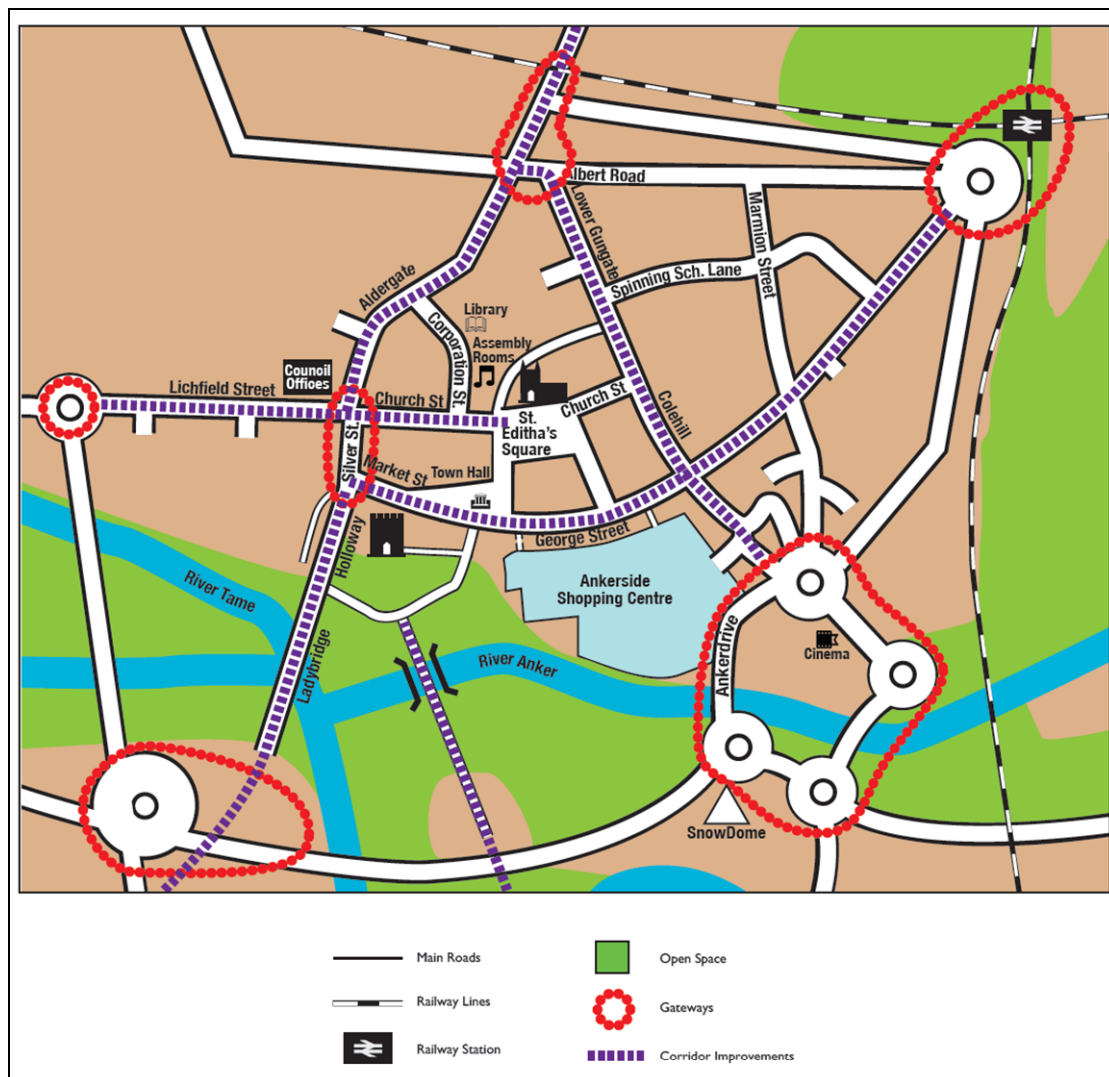 lbert Road
Lower Gungate
Marmion Street
Spinning Sch. Lane
Aldergate
Corporation St.
Library
Assembly
Rooms
Council
Offices
Lichfield Street
Church St
Church St
St.
Editha's
Square
Colehill
Silver St.
Market St
Town Hall
George Street
Holloway
Ankerside
Shopping Centre
River Tame
Ladybridge
River Anker
Ankerdrive
Cinema
SnowDome
Main Roads
Open Space
Railway Lines
Gateways
Railway Station
Corridor Improvements